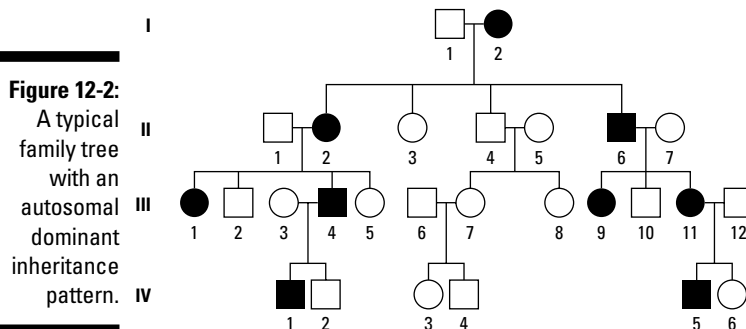 Figure 12-2:
A typical
family tree
with an
autosomal
dominant
inheritance
pattern.
I
1 2
II
1 2 3 4 5 6 7
III
1 2 3 4 5 6 7 8 9 10 11 12
IV
1 2 3 4 5 6